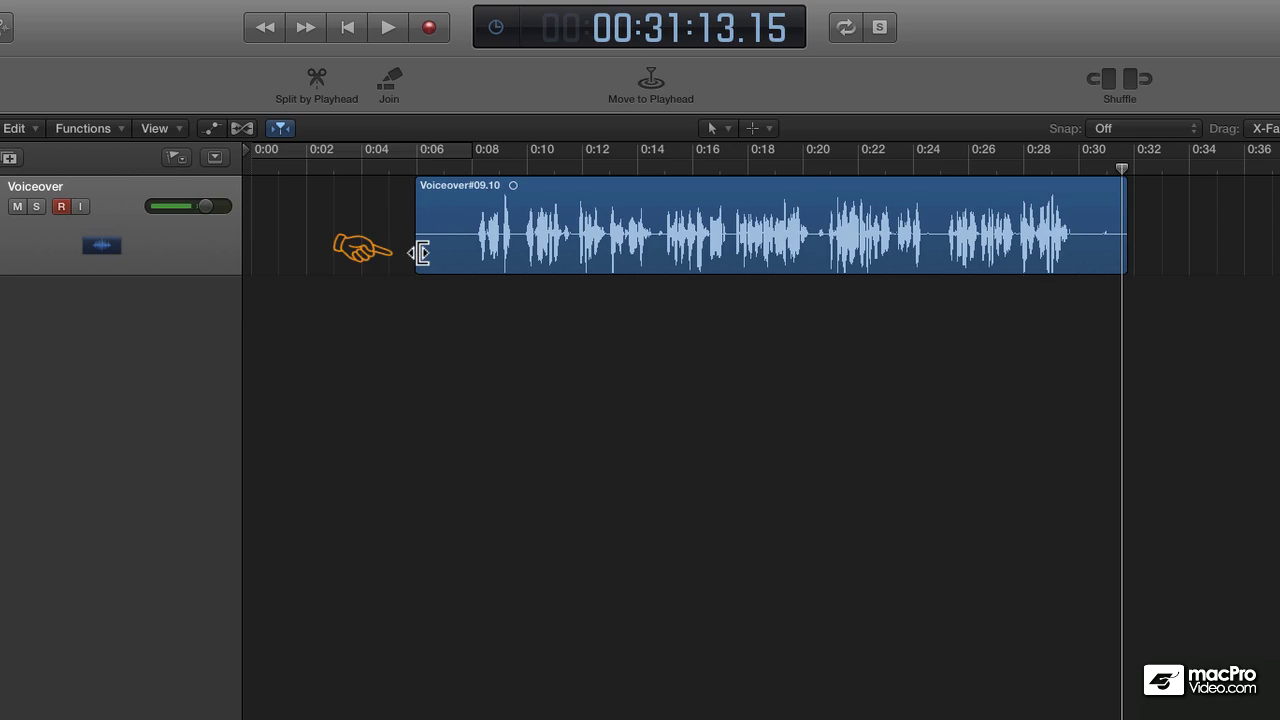 00:00:31:13.15
S
Split by Playhead
Join
Move to Playhead
Shuffle
Edit
Functions
View
Snap: Off
Drag: X-Fa
0:00 0:02 0:04 0:06 0:08 0:10 0:12 0:14 0:16 0:18 0:20 0:22 0:24 0:26 0:28 0:30 0:32 0:34 0:36
Voiceover
M S R I
Voiceover#09.10
macPro
Video.com